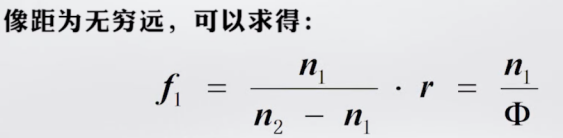 像距为无穷远，可以求得：
f₁ = n₁ / (n₂ − n₁) · r = n₁ / Φ